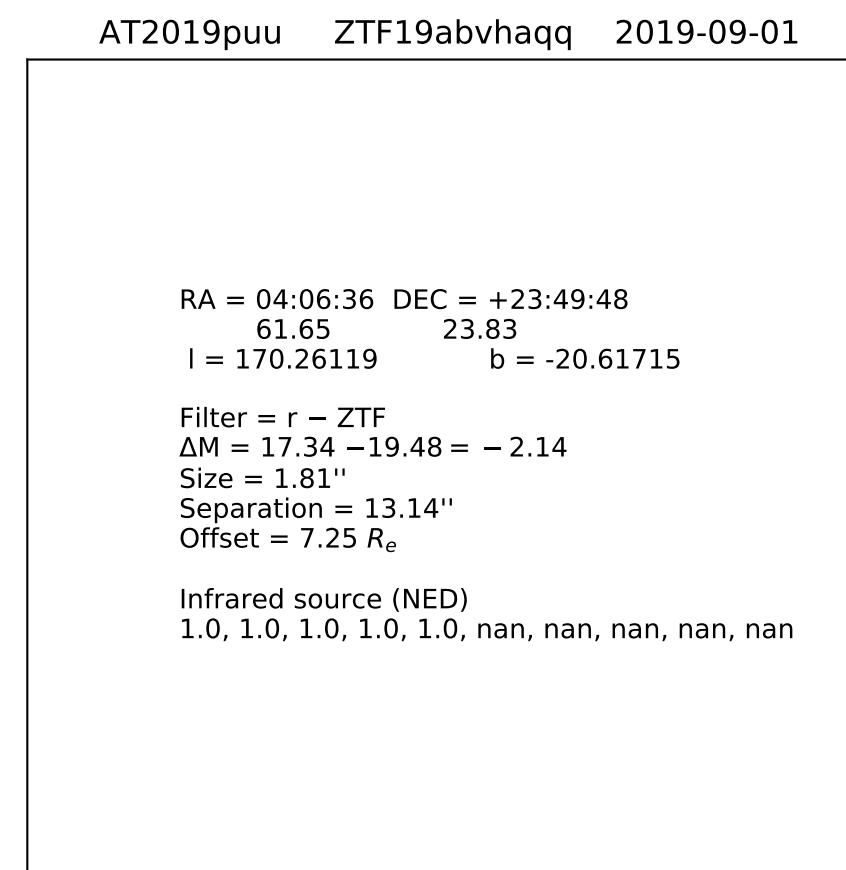 AT2019puu ZTF19abvhaqq 2019-09-01
RA = 04:06:36 DEC = +23:49:48
61.65 23.83
l = 170.26119 b = -20.61715
Filter = r − ZTF
ΔM = 17.34 −19.48 = − 2.14
Size = 1.81''
Separation = 13.14''
Offset = 7.25 Re
Infrared source (NED)
1.0, 1.0, 1.0, 1.0, 1.0, nan, nan, nan, nan, nan